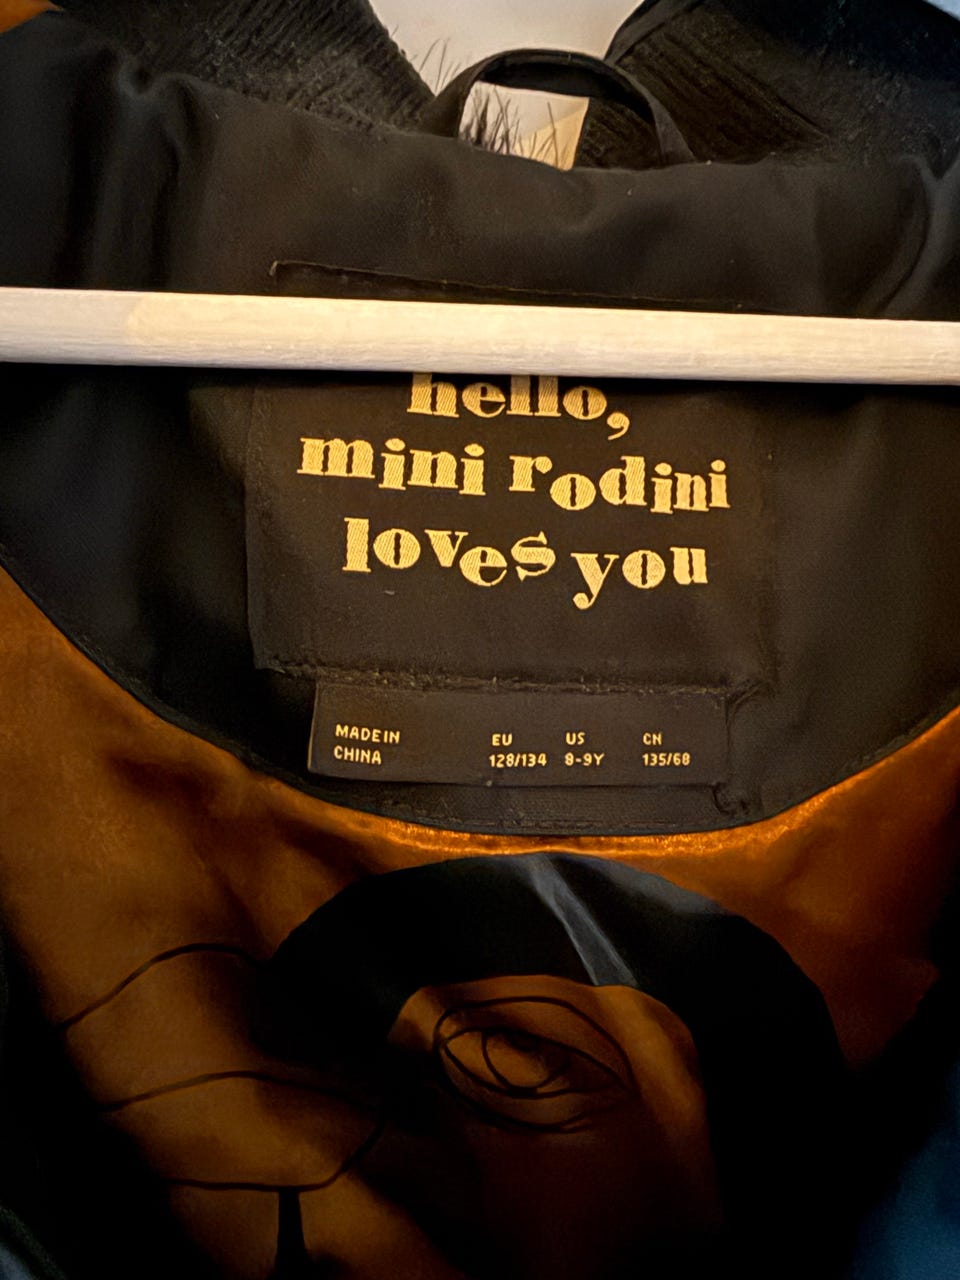 hello,
mini rodini
loves you
MADE IN
CHINA
EU
128/134
US
8-9Y
CN
135/68